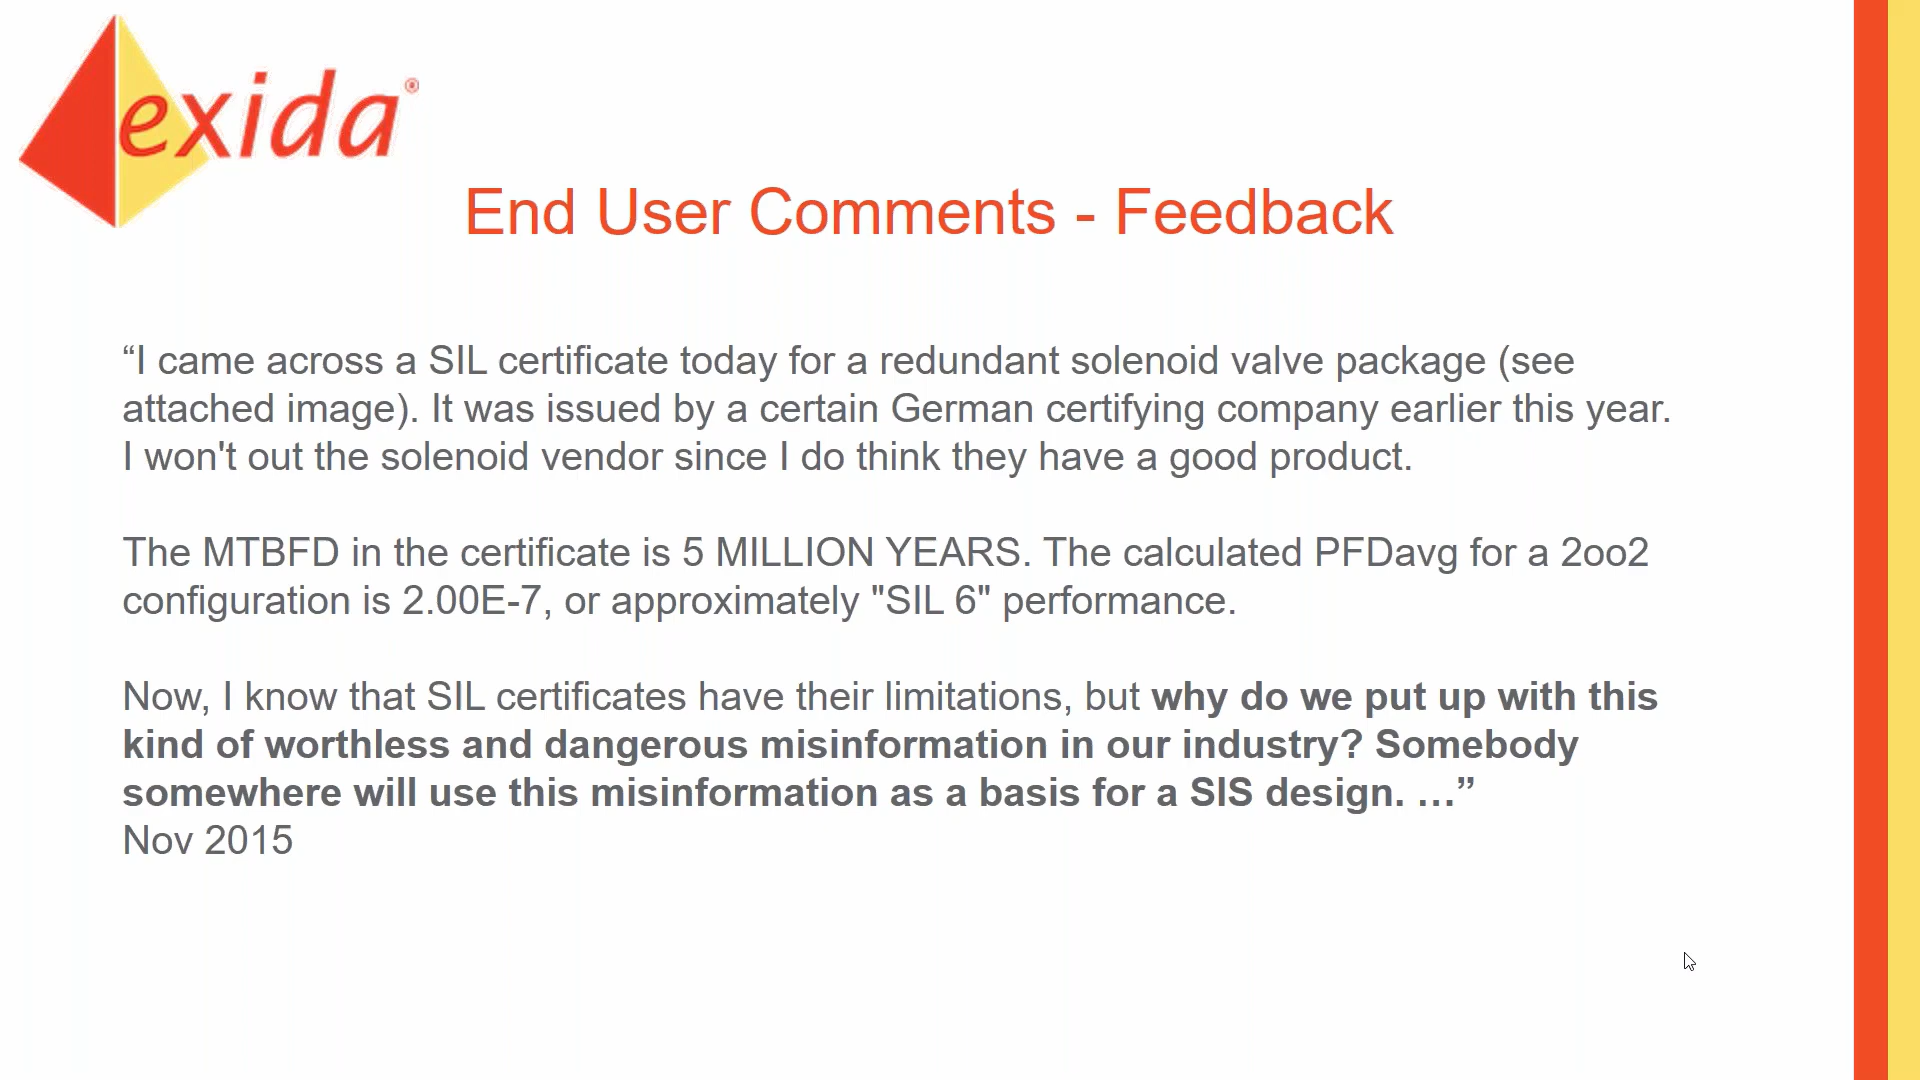 exida®
End User Comments - Feedback
“I came across a SIL certificate today for a redundant solenoid valve package (see
attached image). It was issued by a certain German certifying company earlier this year.
I won't out the solenoid vendor since I do think they have a good product.
The MTBFD in the certificate is 5 MILLION YEARS. The calculated PFDavg for a 2oo2
configuration is 2.00E-7, or approximately "SIL 6" performance.
Now, I know that SIL certificates have their limitations, but why do we put up with this
kind of worthless and dangerous misinformation in our industry? Somebody
somewhere will use this misinformation as a basis for a SIS design. …”
Nov 2015